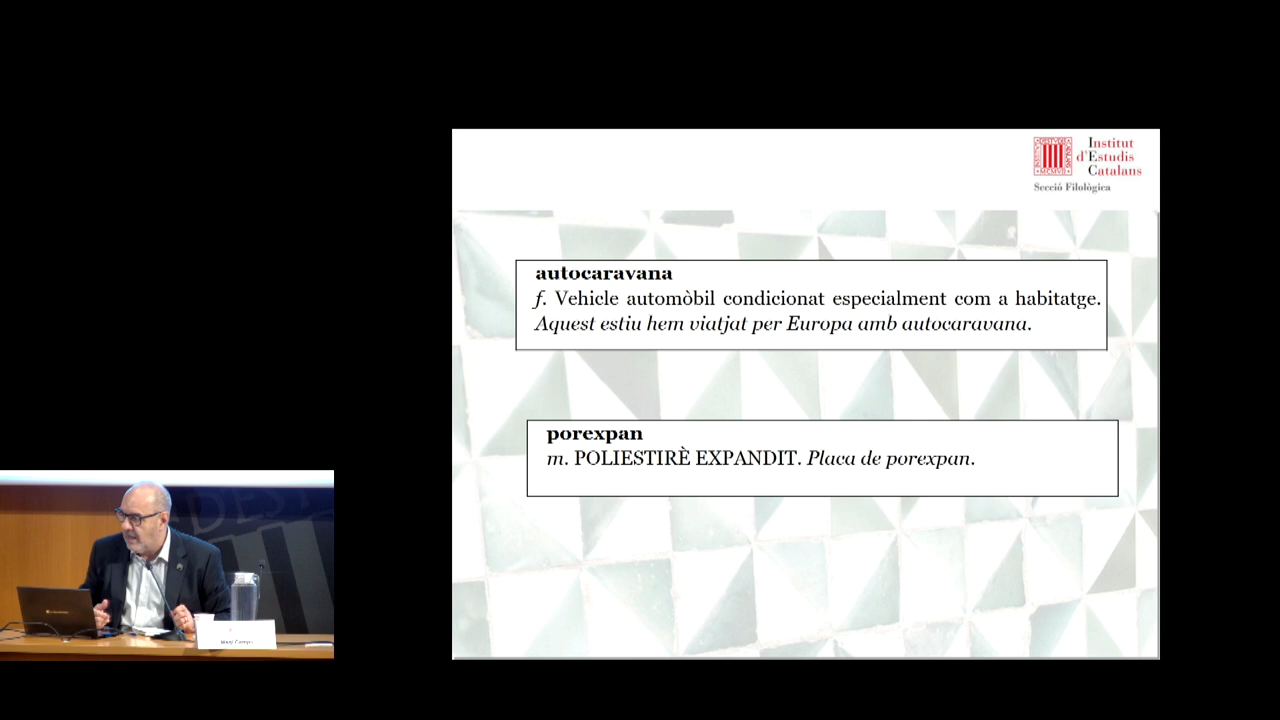 Institut
d'Estudis
Catalans
Secció Filològica
autocaravana
f. Vehicle automòbil condicionat especialment com a habitatge.
Aquest estiu hem viatjat per Europa amb autocaravana.
porexpan
m. POLIESTIRÈ EXPANDIT. Placa de porexpan.